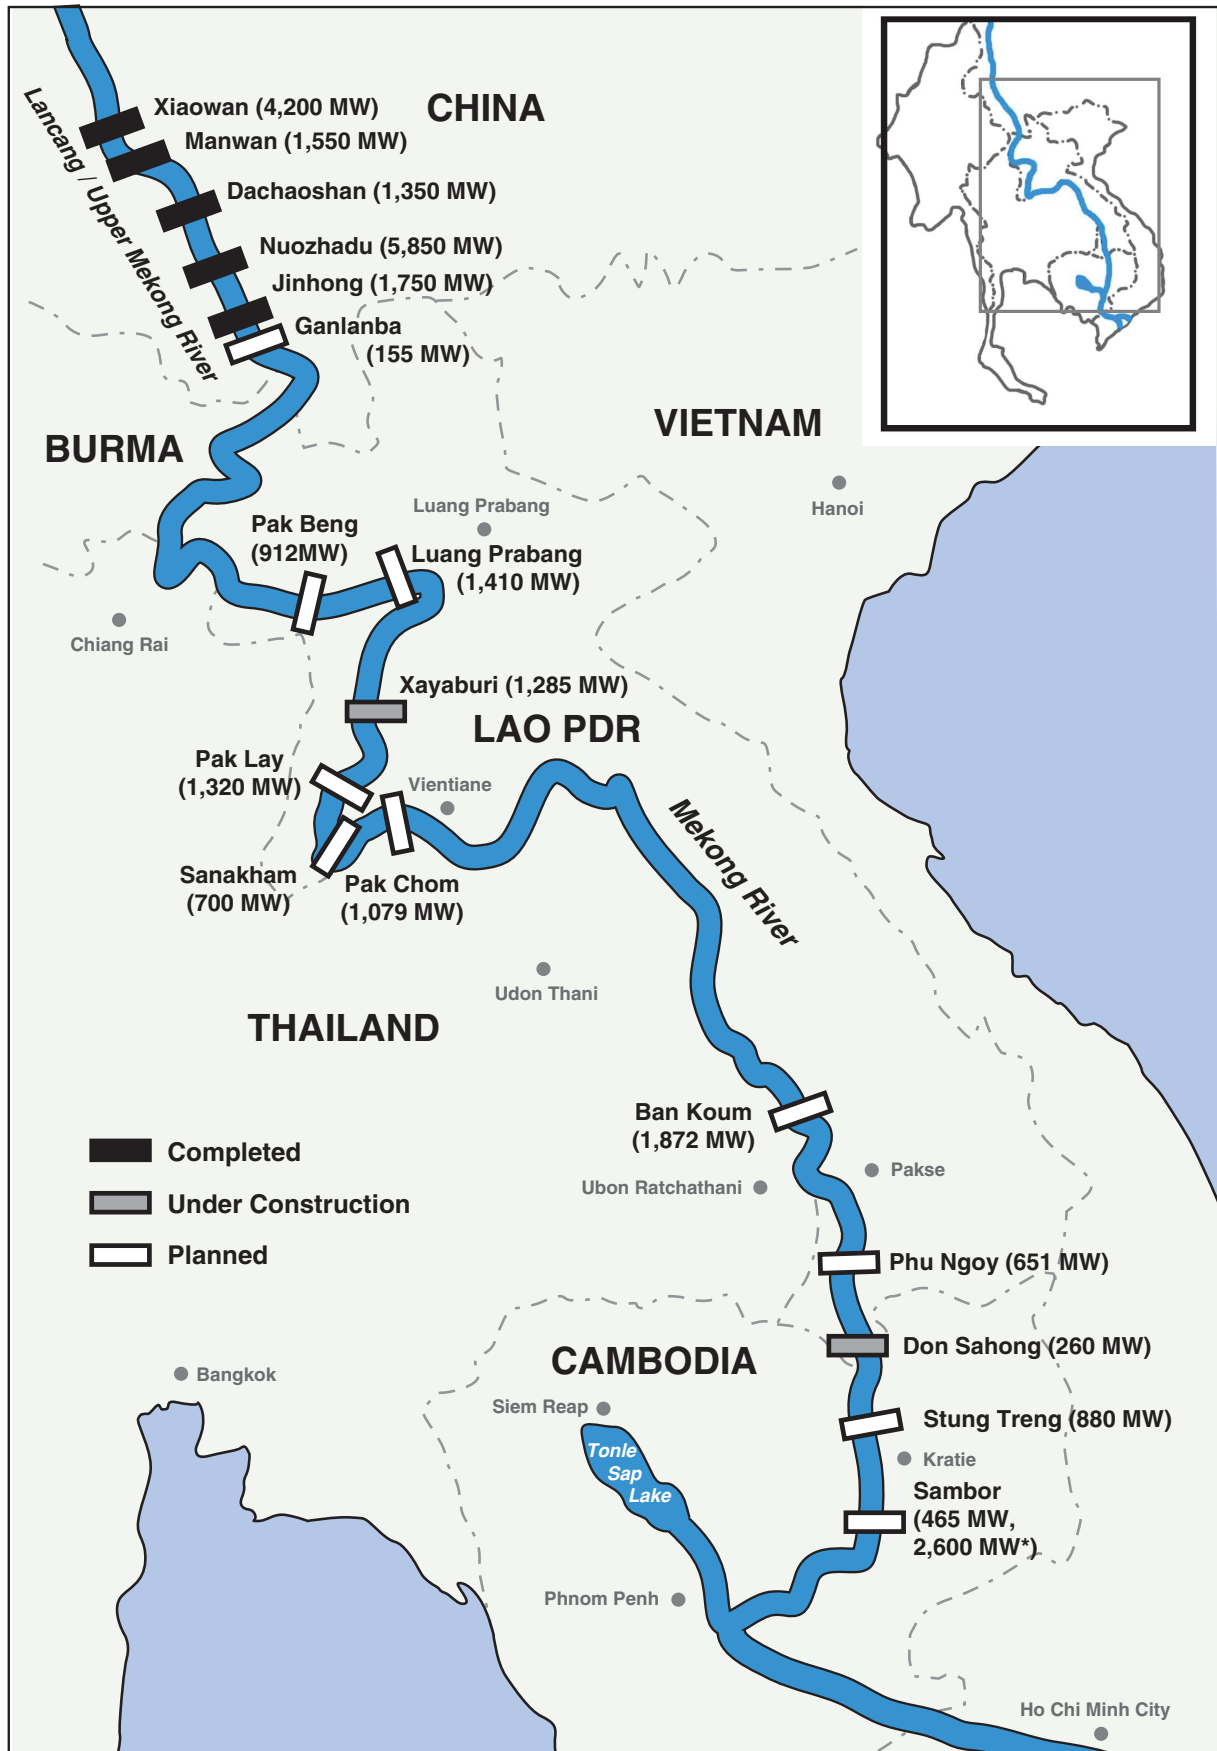 Xiaowan (4,200 MW)
CHINA
Manwan (1,550 MW)
Lancang / Upper Mekong River
Dachaoshan (1,350 MW)
Nuozhadu (5,850 MW)
Jinhong (1,750 MW)
Ganlanba
(155 MW)
BURMA
VIETNAM
Hanoi
Luang Prabang
Pak Beng
(912MW)
Luang Prabang
(1,410 MW)
Chiang Rai
Xayaburi (1,285 MW)
LAO PDR
Pak Lay
(1,320 MW)
Vientiane
Mekong River
Sanakham
(700 MW)
Pak Chom
(1,079 MW)
Udon Thani
THAILAND
Ban Koum
(1,872 MW)
Completed
Under Construction
Planned
Pakse
Ubon Ratchathani
Phu Ngoy (651 MW)
Don Sahong (260 MW)
CAMBODIA
Bangkok
Siem Reap
Stung Treng (880 MW)
Tonle
Sap
Lake
Kratie
Sambor
(465 MW,
2,600 MW*)
Phnom Penh
Ho Chi Minh City